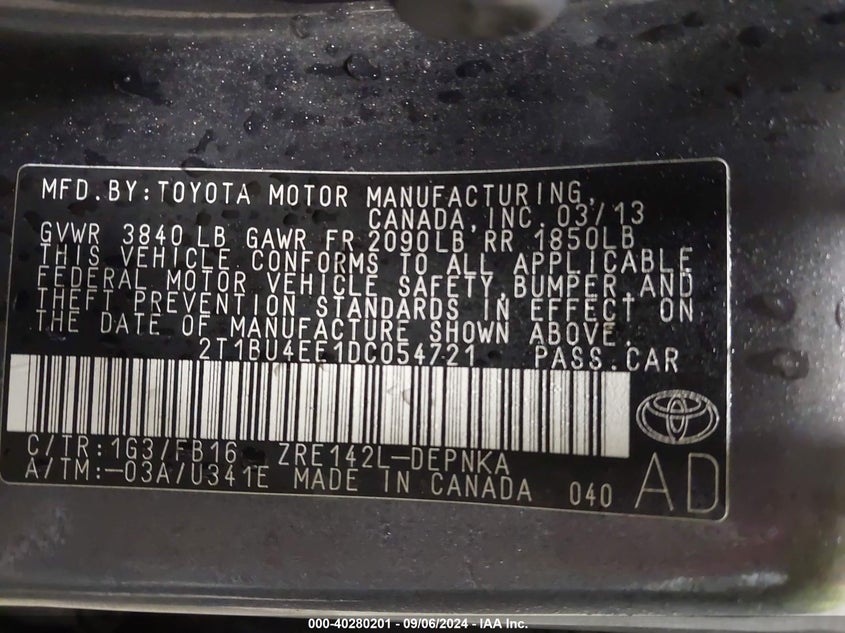 MFD.BY:TOYOTA MOTOR MANUFACTURING,
CANADA,INC. 03/13
GVWR 3840 LB GAWR FR 2090LB RR 1850LB
THIS VEHICLE CONFORMS TO ALL APPLICABLE
FEDERAL MOTOR VEHICLE SAFETY,BUMPER,AND
THEFT PREVENTION STANDARDS IN EFFECT ON
THE DATE OF MANUFACTURE SHOWN ABOVE.
2T1BU4EE1DC054721 PASS.CAR
C/TR:1G3/FB16 ZRE142L-DEPNKA
A/TM:-03A/U341E MADE IN CANADA 040 AD
000-40280201 - 09/06/2024 - IAA Inc.